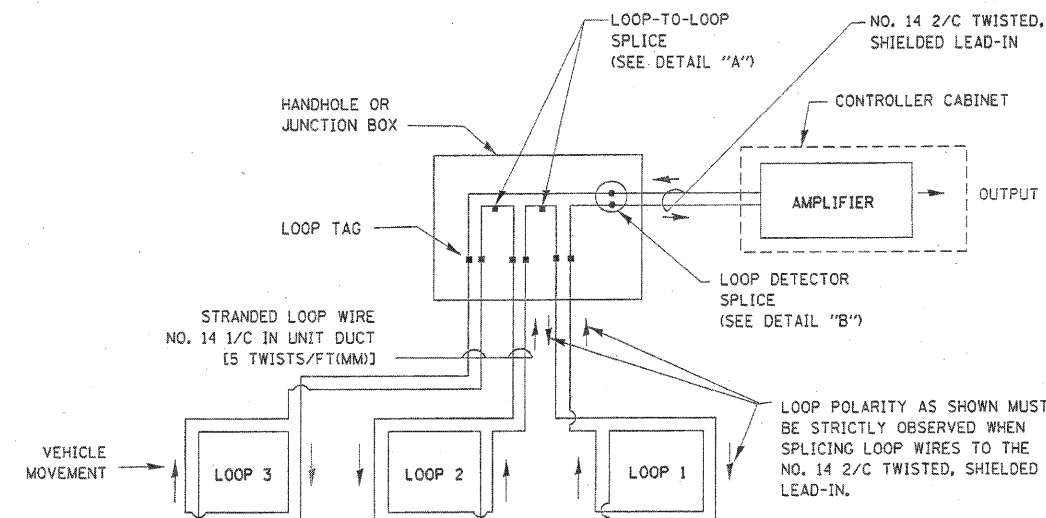 LOOP-TO-LOOP
SPLICE
(SEE DETAIL "A")
NO. 14 2/C TWISTED,
SHIELDED LEAD-IN
HANDHOLE OR
JUNCTION BOX
CONTROLLER CABINET
AMPLIFIER
OUTPUT
LOOP TAG
LOOP DETECTOR
SPLICE
(SEE DETAIL "B")
STRANDED LOOP WIRE
NO. 14 1/C IN UNIT DUCT
[5 TWISTS/FT(MM)]
LOOP POLARITY AS SHOWN MUST
BE STRICTLY OBSERVED WHEN
SPLICING LOOP WIRES TO THE
NO. 14 2/C TWISTED, SHIELDED
LEAD-IN.
VEHICLE
MOVEMENT
LOOP 3
LOOP 2
LOOP 1